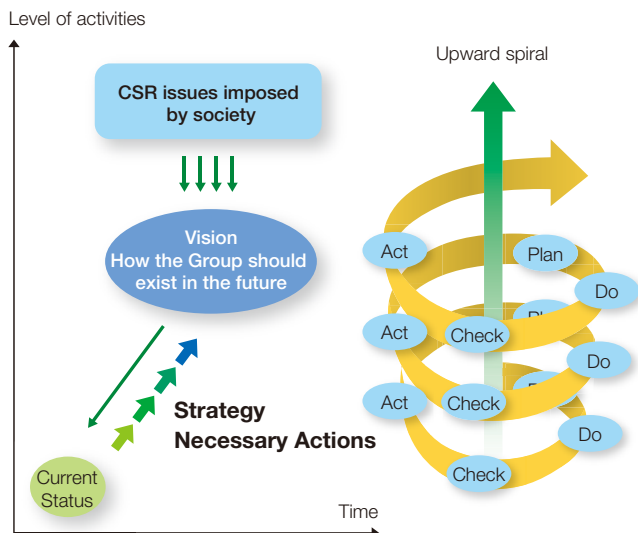 Level of activities
CSR issues imposed
by society
Vision
How the Group should
exist in the future
Strategy
Necessary Actions
Current
Status
Time
Upward spiral
Act
Plan
Do
Check
Act
Do
Check
Act
Do
Check